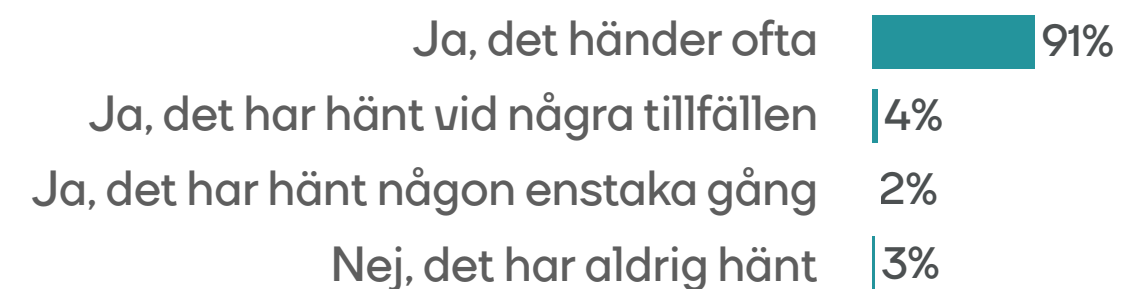 Ja, det händer ofta 91%
Ja, det har hänt vid några tillfällen 4%
Ja, det har hänt någon enstaka gång 2%
Nej, det har aldrig hänt 3%